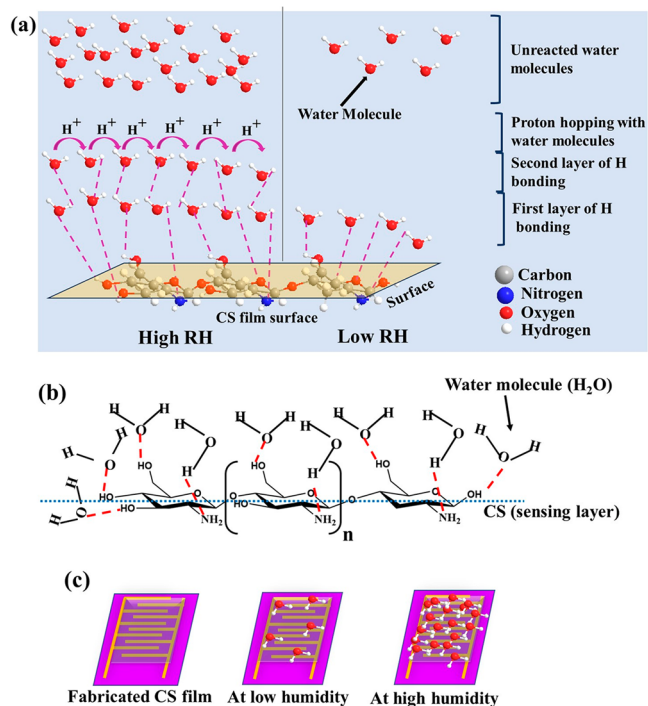 (a)
Unreacted water
molecules
Water Molecule
H+ H+ H+ H+ H+ H+
Proton hopping with
water molecules
Second layer of H
bonding
First layer of H
bonding
Surface
CS film surface
High RH
Low RH
Carbon
Nitrogen
Oxygen
Hydrogen
(b)
Water molecule (H2O)
H O H
H O H
H O H
H O H
H O H
H O H
H O H
H O H
H O H
HO
HO
HO
O
NH2
O
HO
HO
O
NH2
n
O
HO
O
NH2
OH
CS (sensing layer)
(c)
Fabricated CS film
At low humidity
At high humidity